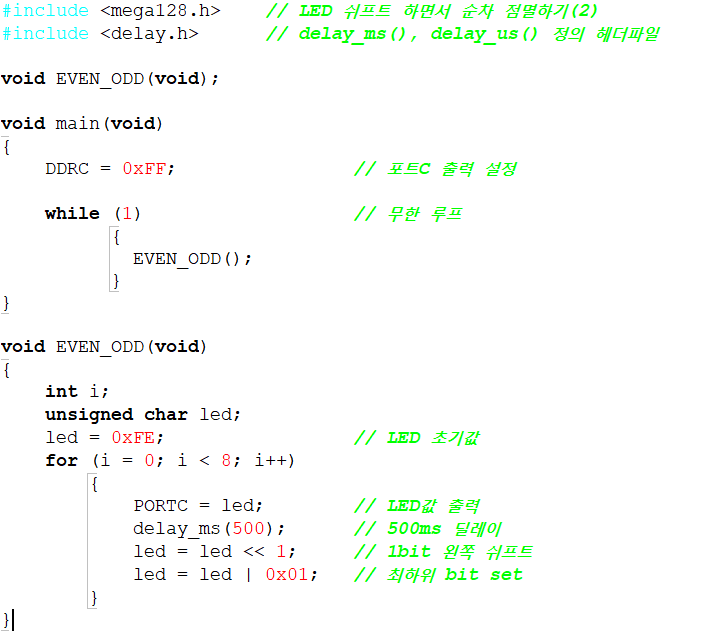 #include <mega128.h>    // LED 쉬프트 하면서 순차 점멸하기(2)
#include <delay.h>      // delay_ms(), delay_us() 정의 헤더파일
void EVEN_ODD(void);
void main(void)
{
    DDRC = 0xFF;                // 포트C 출력 설정
    while (1)                   // 무한 루프
          {
            EVEN_ODD();
          }
}
void EVEN_ODD(void)
{
    int i;
    unsigned char led;
    led = 0xFE;                 // LED 초기값
    for (i = 0; i < 8; i++)
        {
            PORTC = led;        // LED값 출력
            delay_ms(500);      // 500ms 딜레이
            led = led << 1;     // 1bit 왼쪽 쉬프트
            led = led | 0x01;   // 최하위 bit set
        }
}